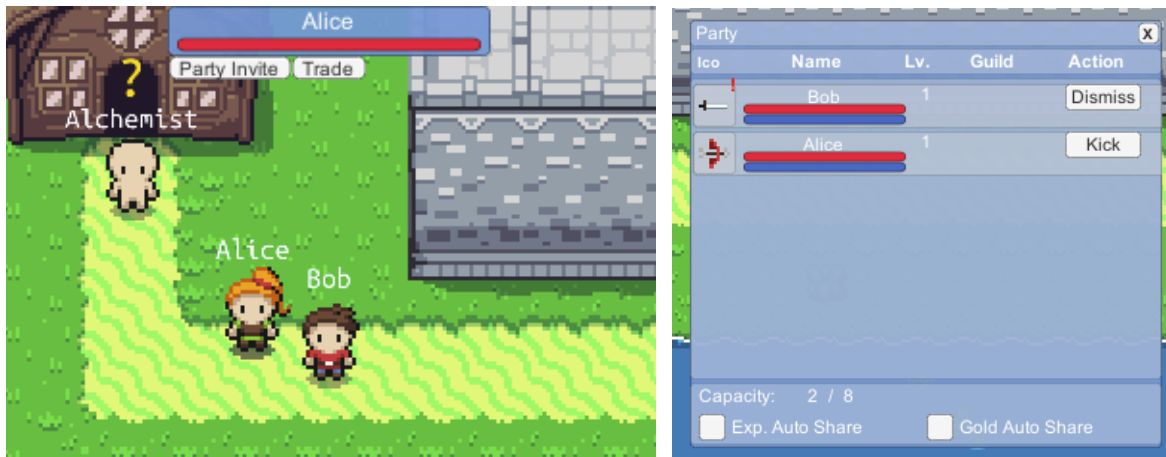 Alice
Party Invite Trade
?
Alchemist
Alice
Bob
Party X
Ico Name Lv. Guild Action
! Bob 1 Dismiss
Alice 1 Kick
Capacity: 2 / 8
Exp. Auto Share Gold Auto Share